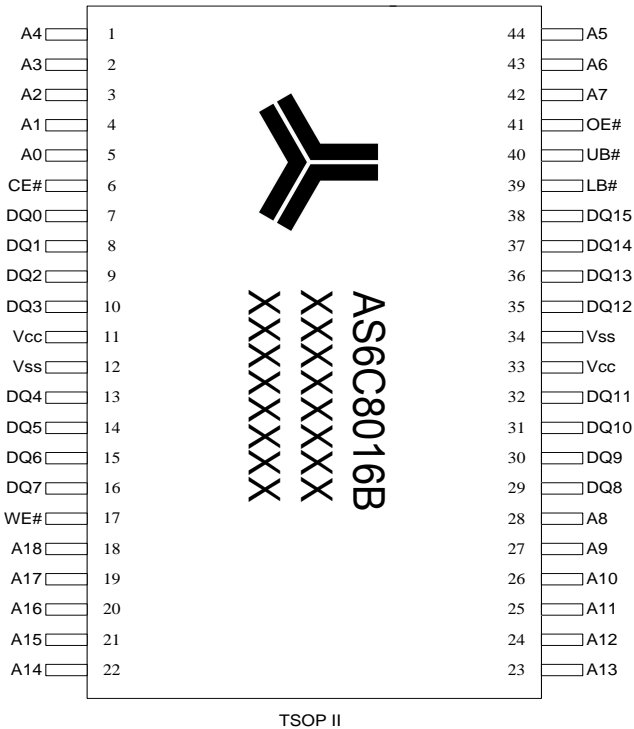 A4 1 44 A5
A3 2 43 A6
A2 3 42 A7
A1 4 41 OE#
A0 5 40 UB#
CE# 6 39 LB#
DQ0 7 38 DQ15
DQ1 8 37 DQ14
DQ2 9 36 DQ13
DQ3 10 35 DQ12
Vcc 11 34 Vss
Vss 12 33 Vcc
DQ4 13 32 DQ11
DQ5 14 31 DQ10
DQ6 15 30 DQ9
DQ7 16 29 DQ8
WE# 17 28 A8
A18 18 27 A9
A17 19 26 A10
A16 20 25 A11
A15 21 24 A12
A14 22 23 A13
AS6C8016B
XXXXXXXX
XXXXXXXX
TSOP II